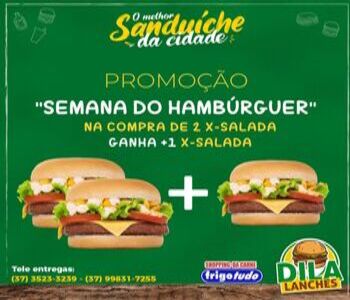 O melhor
Sanduíche
da cidade
PROMOÇÃO
"SEMANA DO HAMBÚRGUER"
NA COMPRA DE 2 X-SALADA
GANHA +1 X-SALADA
+
Tele entregas:
(37) 3523-3239 - (37) 99831-7255
SHOPPING DA CARNE
frigotudo
DILA
LANCHES